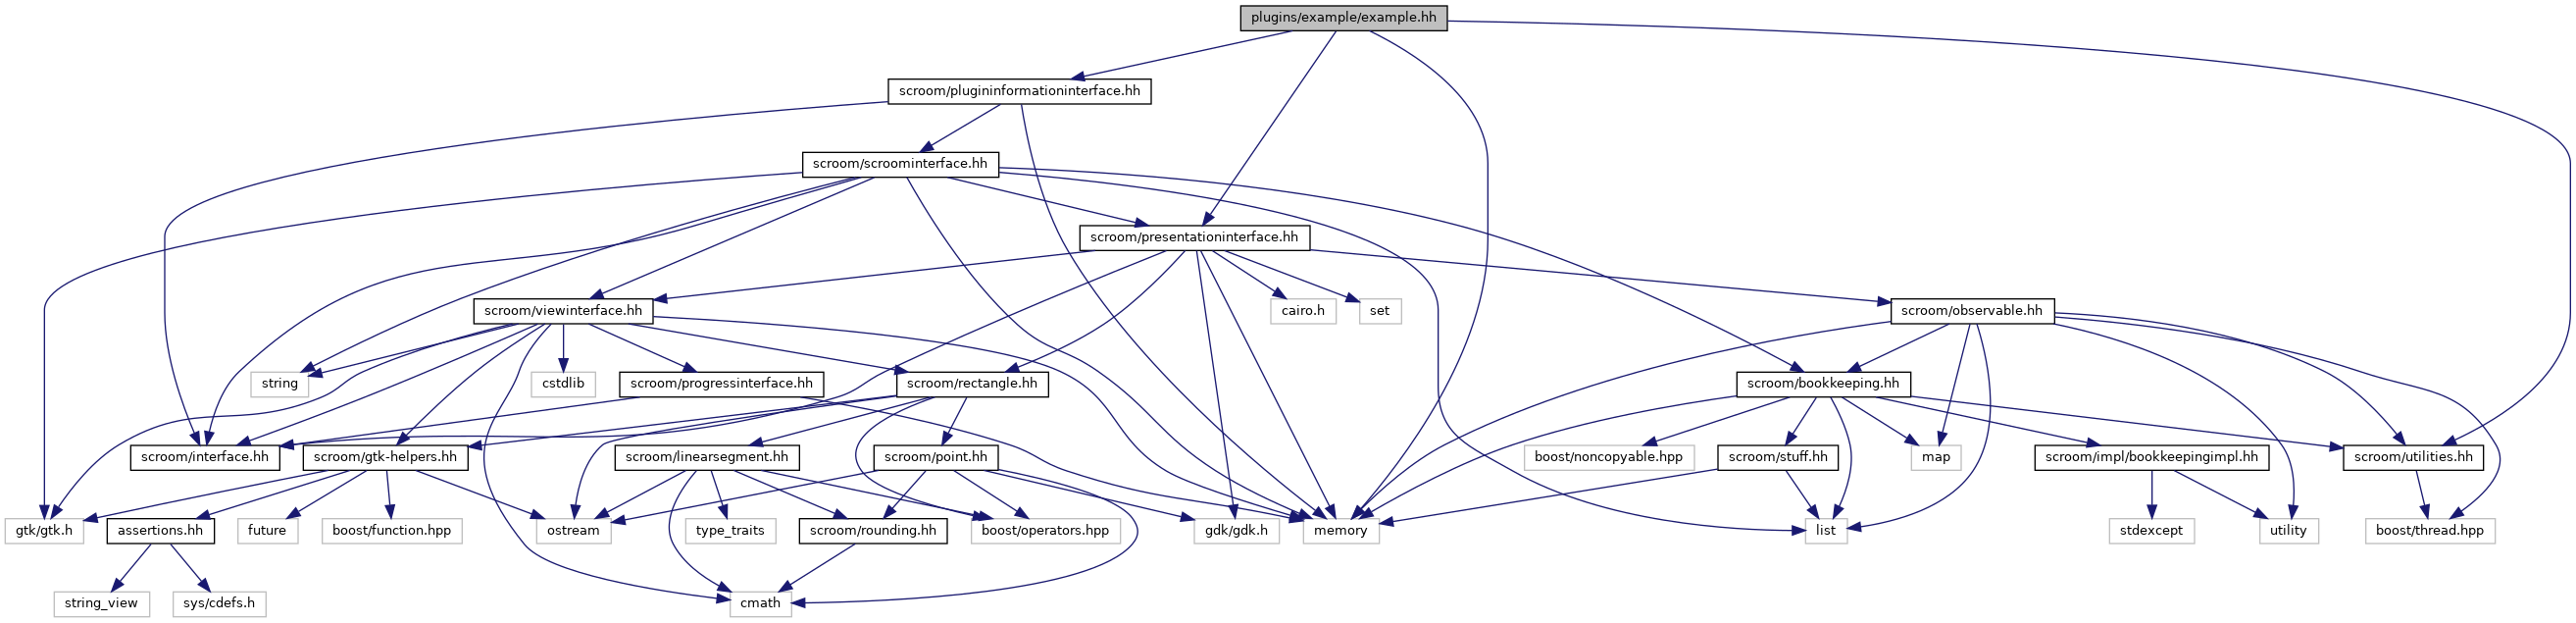 plugins/example/example.hh
scroom/plugininformationinterface.hh
scroom/scroominterface.hh
scroom/presentationinterface.hh
scroom/viewinterface.hh
cairo.h
set
scroom/observable.hh
string
cstdlib
scroom/progressinterface.hh
scroom/rectangle.hh
scroom/bookkeeping.hh
scroom/interface.hh
scroom/gtk-helpers.hh
scroom/linearsegment.hh
scroom/point.hh
boost/noncopyable.hpp
scroom/stuff.hh
map
scroom/impl/bookkeepingimpl.hh
scroom/utilities.hh
gtk/gtk.h
assertions.hh
future
boost/function.hpp
ostream
type_traits
scroom/rounding.hh
boost/operators.hpp
gdk/gdk.h
memory
list
stdexcept
utility
boost/thread.hpp
string_view
sys/cdefs.h
cmath